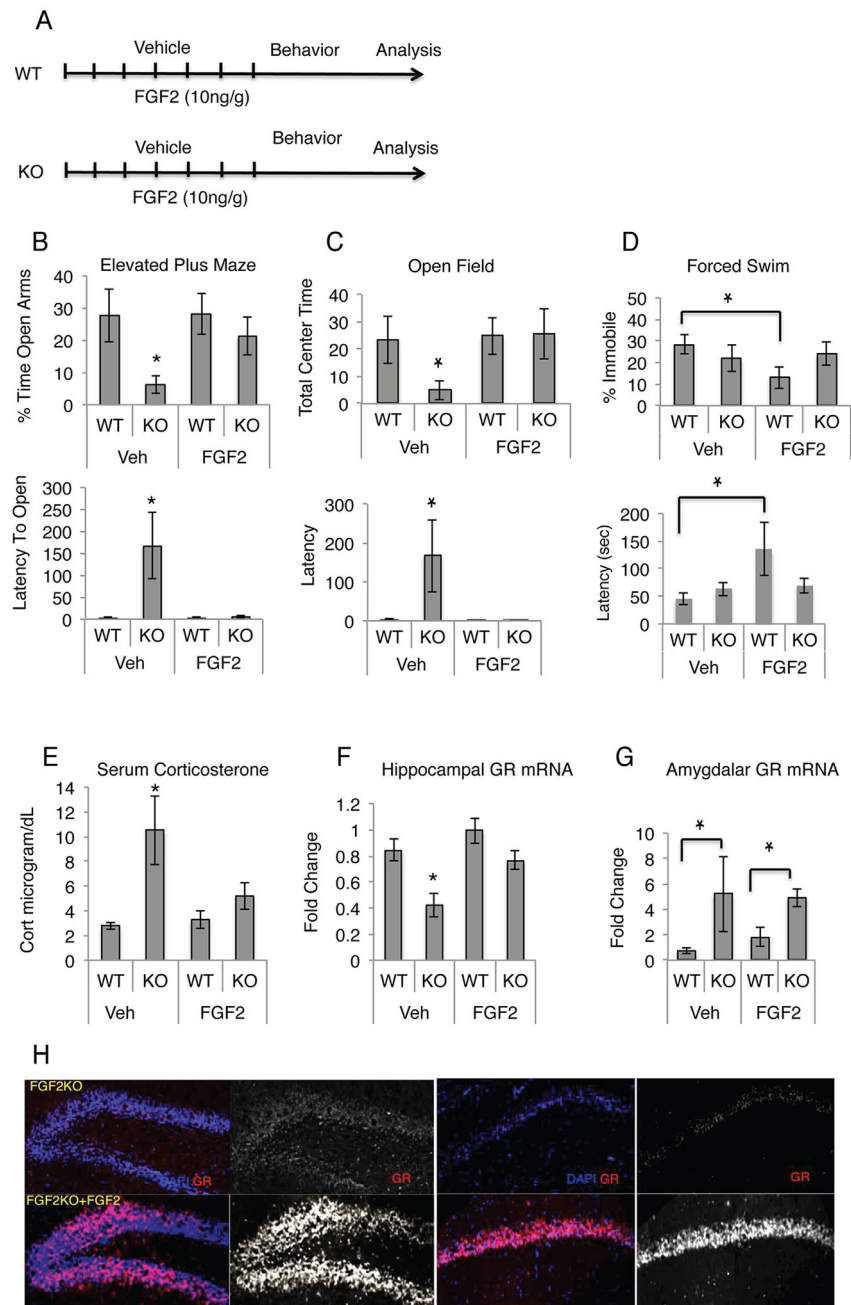 A
WT
Vehicle
Behavior
Analysis
FGF2 (10ng/g)
KO
Vehicle
Behavior
Analysis
FGF2 (10ng/g)
B
Elevated Plus Maze
% Time Open Arms
40
30
20
10
0
*
WT KO WT KO
Veh FGF2
Latency To Open
300
250
200
150
100
50
0
*
WT KO WT KO
Veh FGF2
C
Open Field
Total Center Time
40
30
20
10
0
*
WT KO WT KO
Veh FGF2
Latency
300
200
100
0
*
WT KO WT KO
Veh FGF2
D
Forced Swim
% Immobile
50
40
30
20
10
0
*
WT KO WT KO
Veh FGF2
Latency (sec)
200
150
100
50
0
*
WT KO WT KO
Veh FGF2
E
Serum Corticosterone
Cort microgram/dL
14
12
10
8
6
4
2
0
*
WT KO WT KO
Veh FGF2
F
Hippocampal GR mRNA
Fold Change
1.2
1
0.8
0.6
0.4
0.2
0
*
WT KO WT KO
Veh FGF2
G
Amygdalar GR mRNA
Fold Change
10
8
6
4
2
0
*
*
WT KO WT KO
Veh FGF2
H
FGF2KO
DAPI GR
GR
DAPI GR
GR
FGF2KO+FGF2